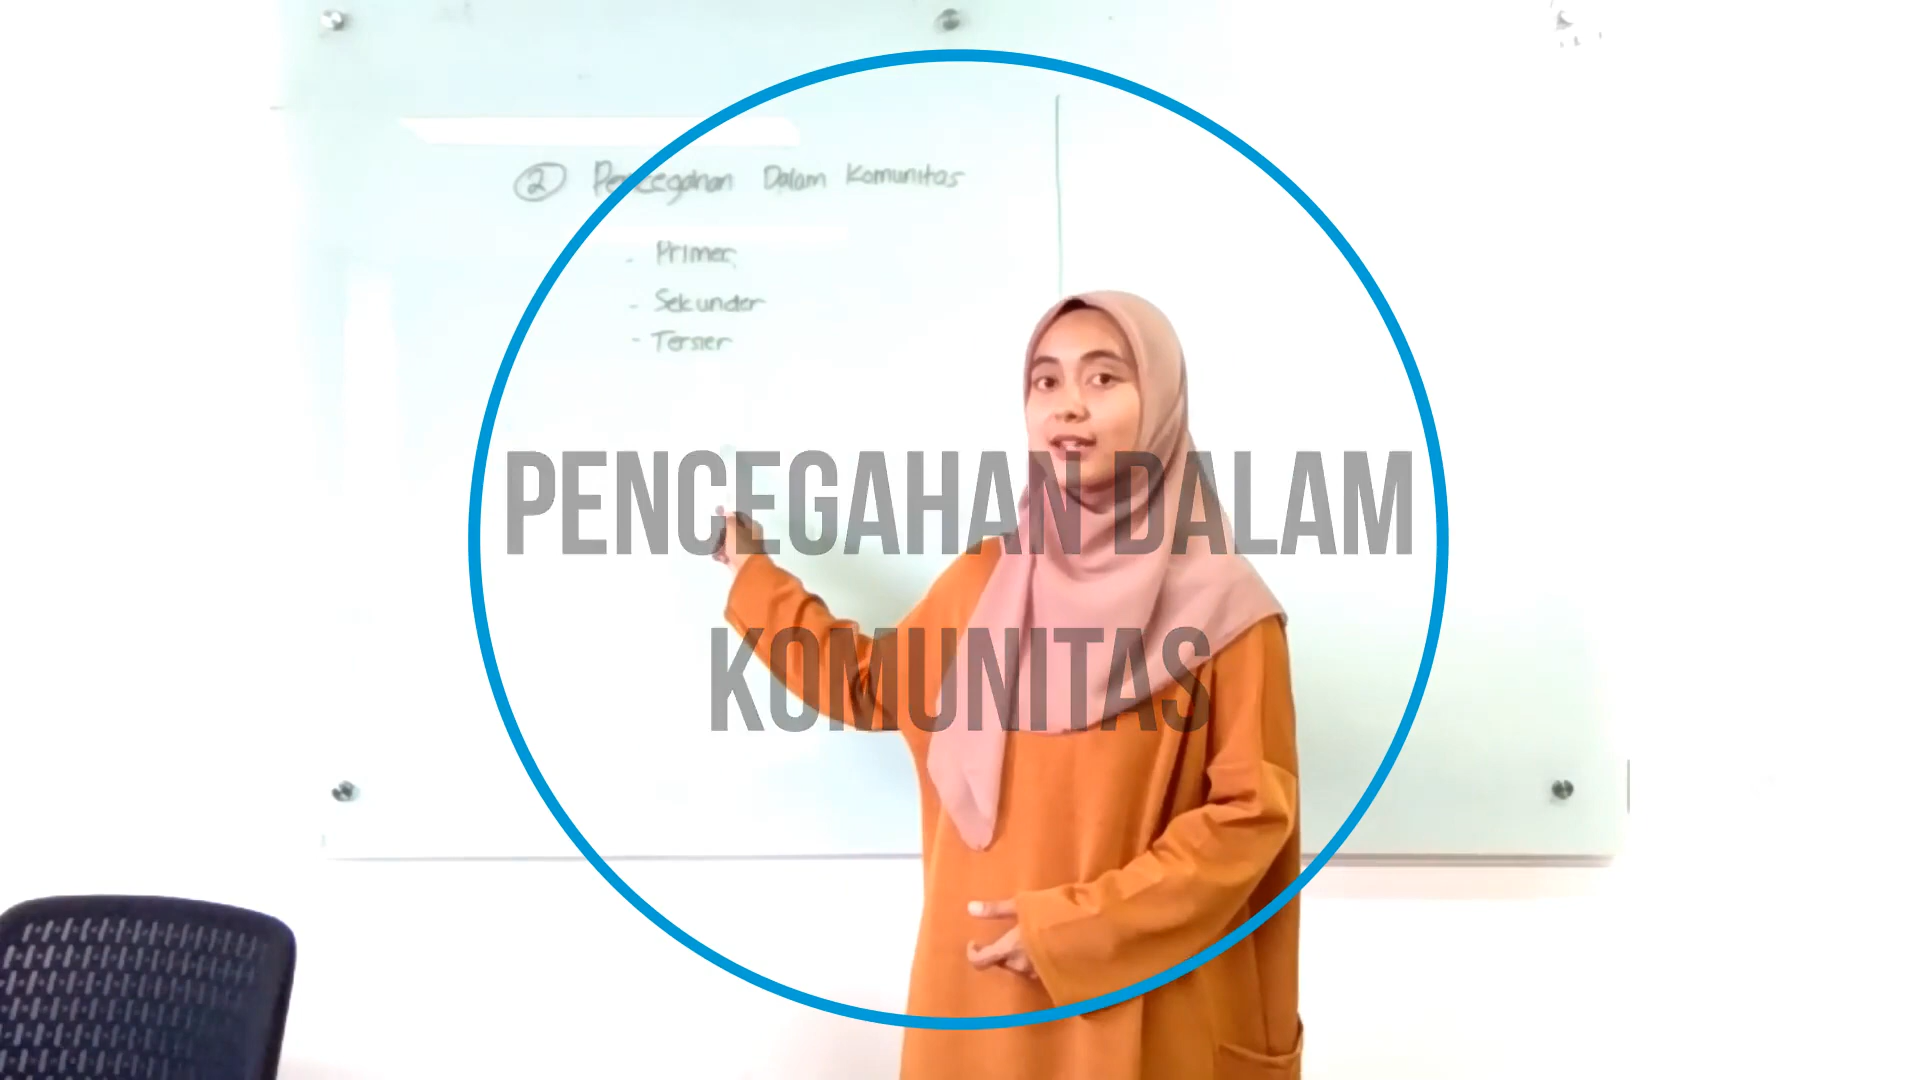 ② Pencegahan Dalam Komunitas
- Primer
- Sekunder
- Tersier
PENCEGAHAN DALAM
KOMUNITAS